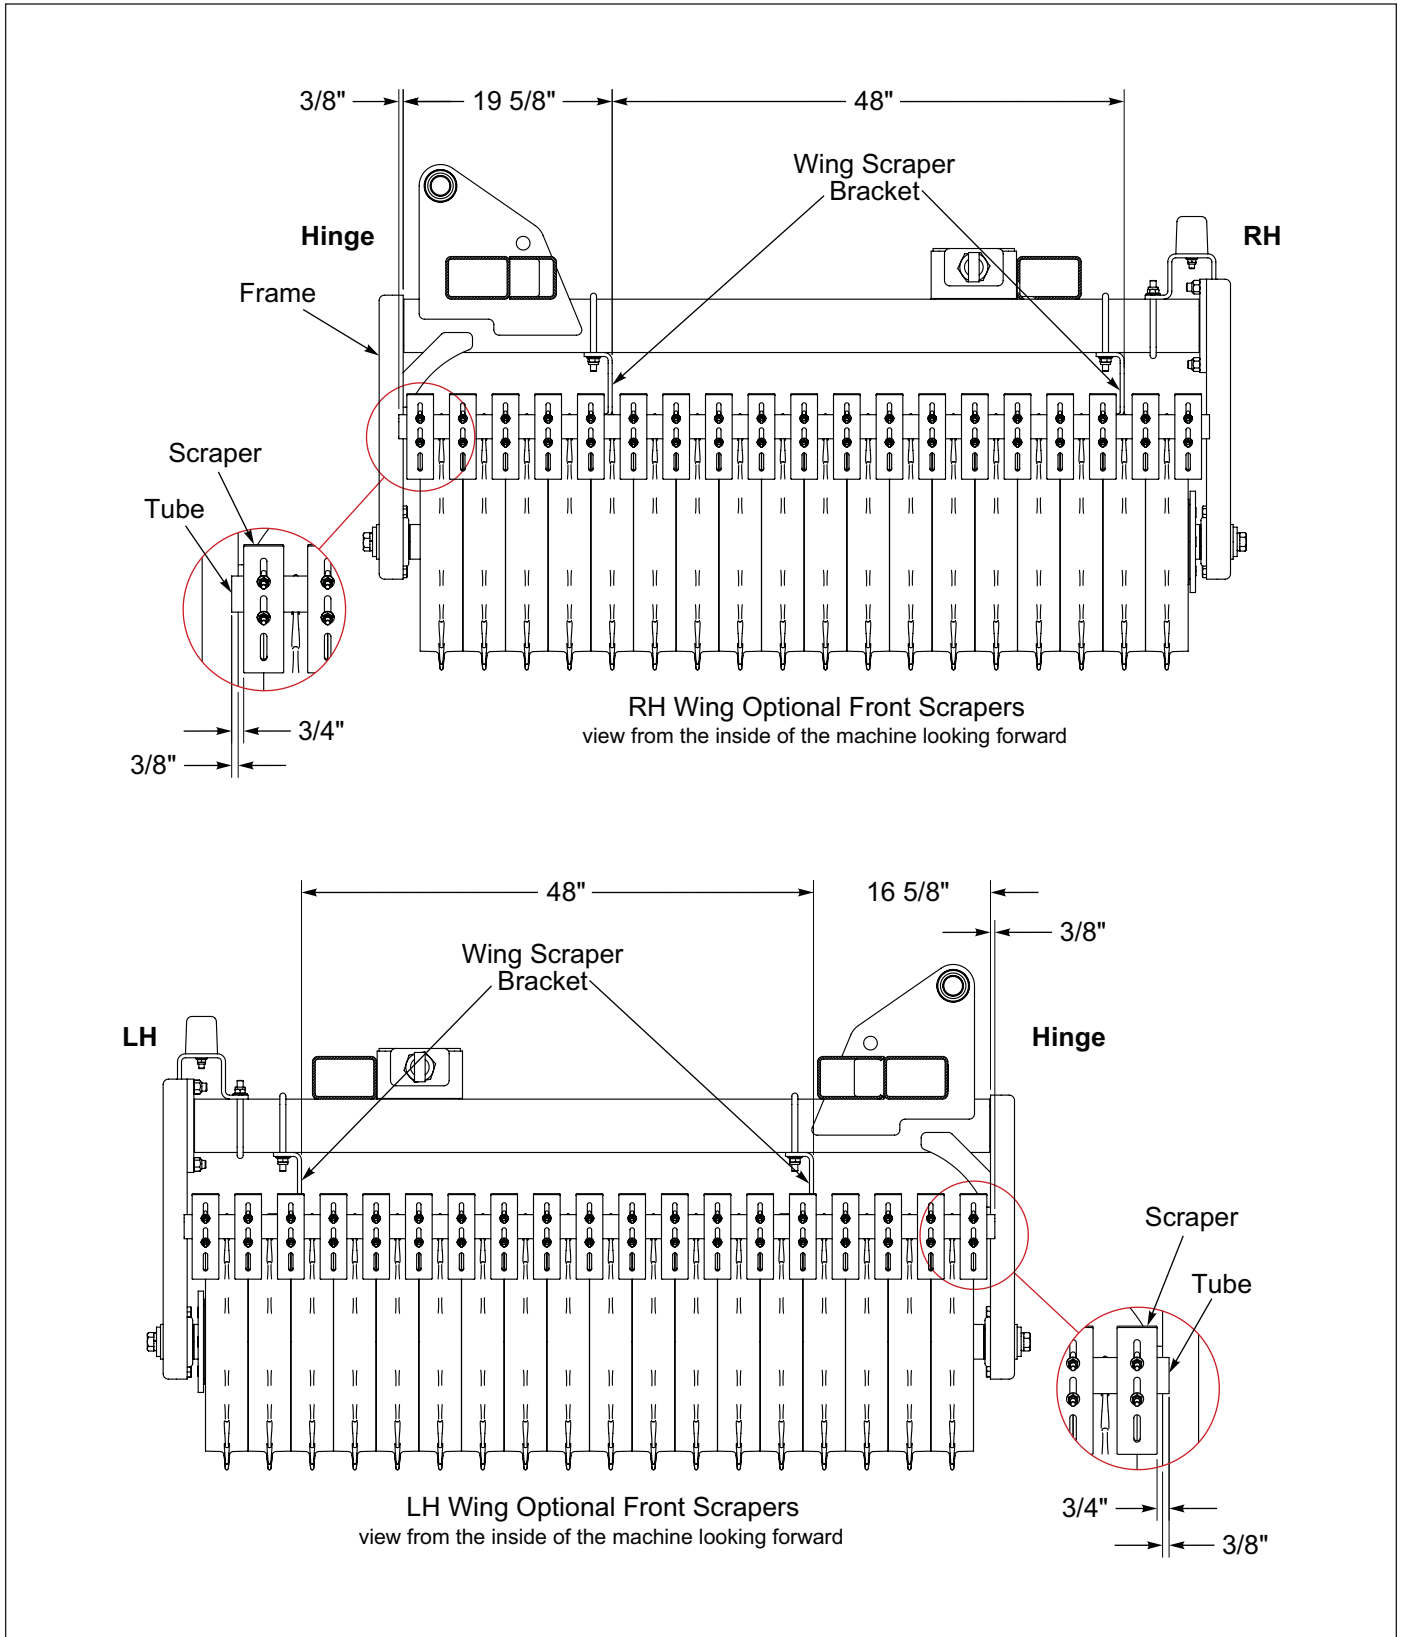 3/8"
19 5/8"
48"
Wing Scraper
Bracket
Hinge
RH
Frame
Scraper
Tube
3/4"
3/8"
RH Wing Optional Front Scrapers
view from the inside of the machine looking forward
48"
16 5/8"
3/8"
Wing Scraper
Bracket
LH
Hinge
Scraper
Tube
3/4"
3/8"
LH Wing Optional Front Scrapers
view from the inside of the machine looking forward